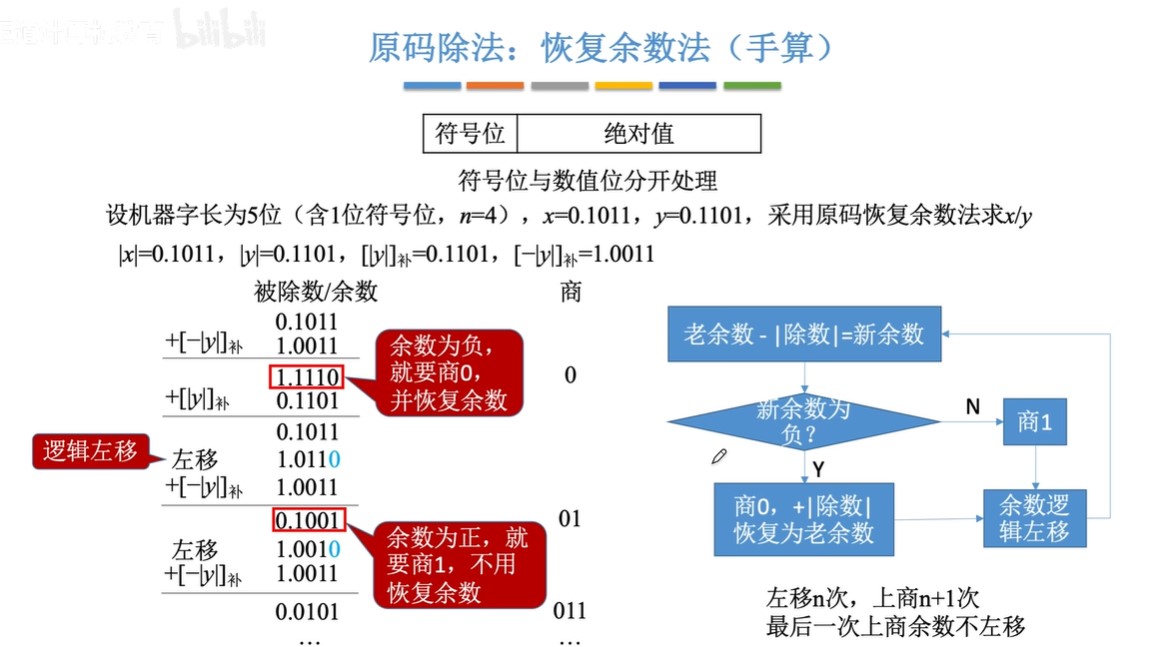 bilibili
原码除法：恢复余数法（手算）
符号位 绝对值
符号位与数值位分开处理
设机器字长为5位（含1位符号位，n=4），x=0.1011，y=0.1101，采用原码恢复余数法求x/y
|x|=0.1011，|y|=0.1101，[|y|]补=0.1101，[−|y|]补=1.0011
被除数/余数 商
0.1011
+[−|y|]补 1.0011
1.1110 0
+[|y|]补 0.1101
0.1011
左移 1.0110
+[−|y|]补 1.0011
0.1001 01
左移 1.0010
+[−|y|]补 1.0011
0.0101 011
… …
余数为负，
就要商0，
并恢复余数
逻辑左移
余数为正，就
要商1，不用
恢复余数
老余数 - |除数|=新余数
新余数为
负？
N
商1
Y
商0，+|除数|
恢复为老余数
余数逻
辑左移
左移n次，上商n+1次
最后一次上商余数不左移